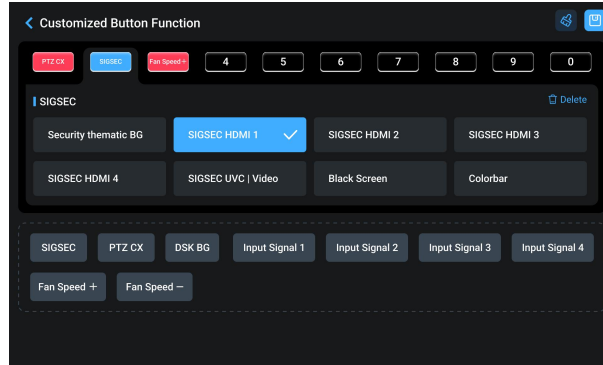 Customized Button Function
PTZ CX SIGSEC Fan Speed+ 4 5 6 7 8 9 0
SIGSEC Delete
Security thematic BG SIGSEC HDMI 1 SIGSEC HDMI 2 SIGSEC HDMI 3
SIGSEC HDMI 4 SIGSEC UVC | Video Black Screen Colorbar
SIGSEC PTZ CX DSK BG Input Signal 1 Input Signal 2 Input Signal 3 Input Signal 4
Fan Speed + Fan Speed −